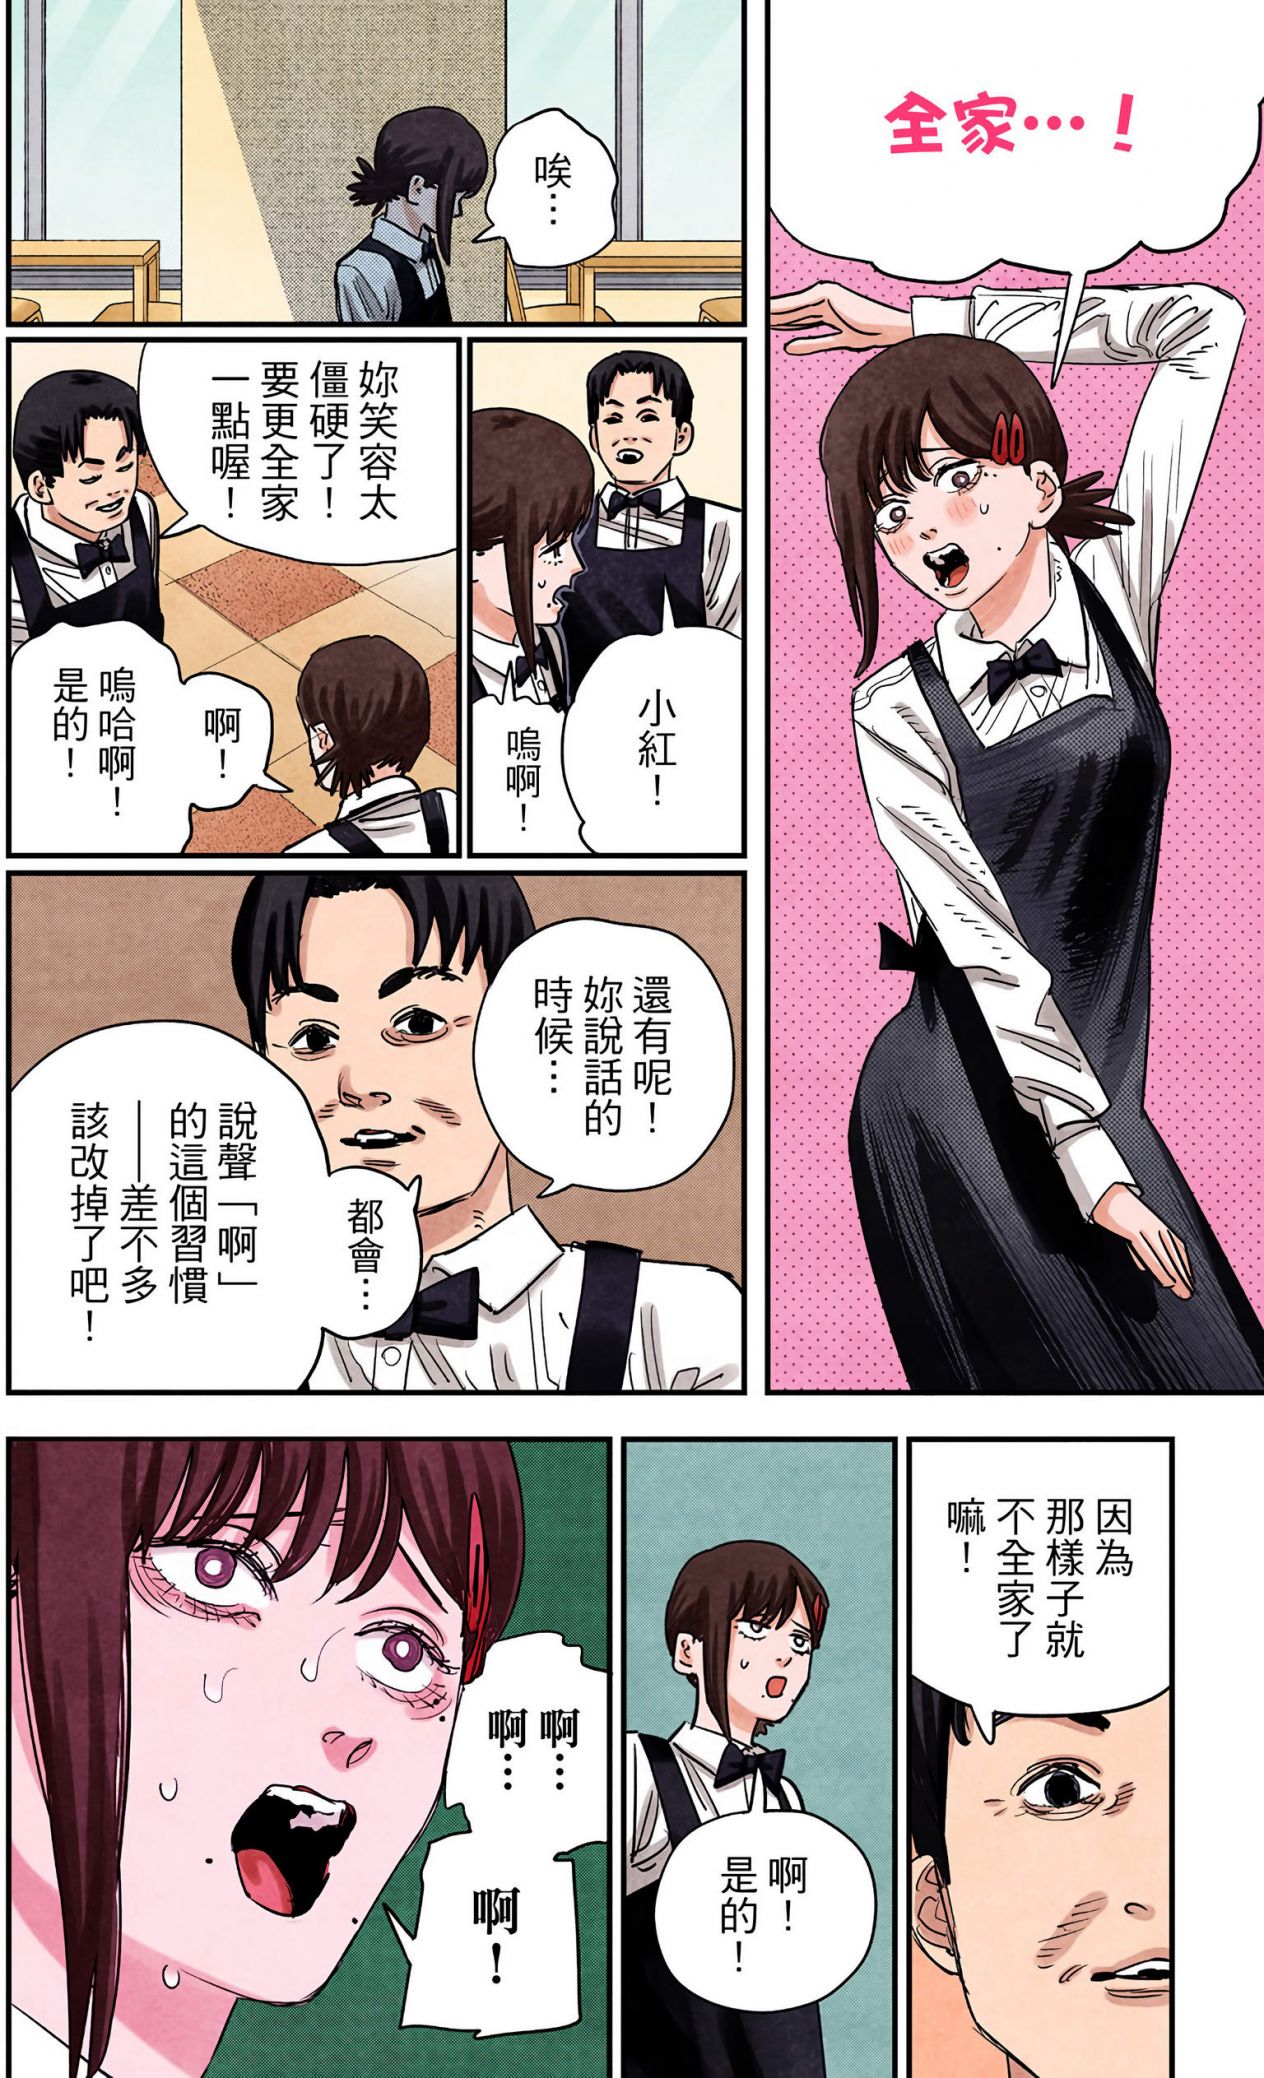 全家…！
唉…
小紅！
嗚啊！
妳笑容太
僵硬了！
要更全家
一點喔！
啊！
嗚哈啊！
是的！
還有呢！
妳說話的
時候…
都會…
說聲「啊」
的這個習慣
——差不多
該改掉了吧！
因為
那樣子就
不全家了
嘛！
啊！
是的！
啊…
啊…
啊！